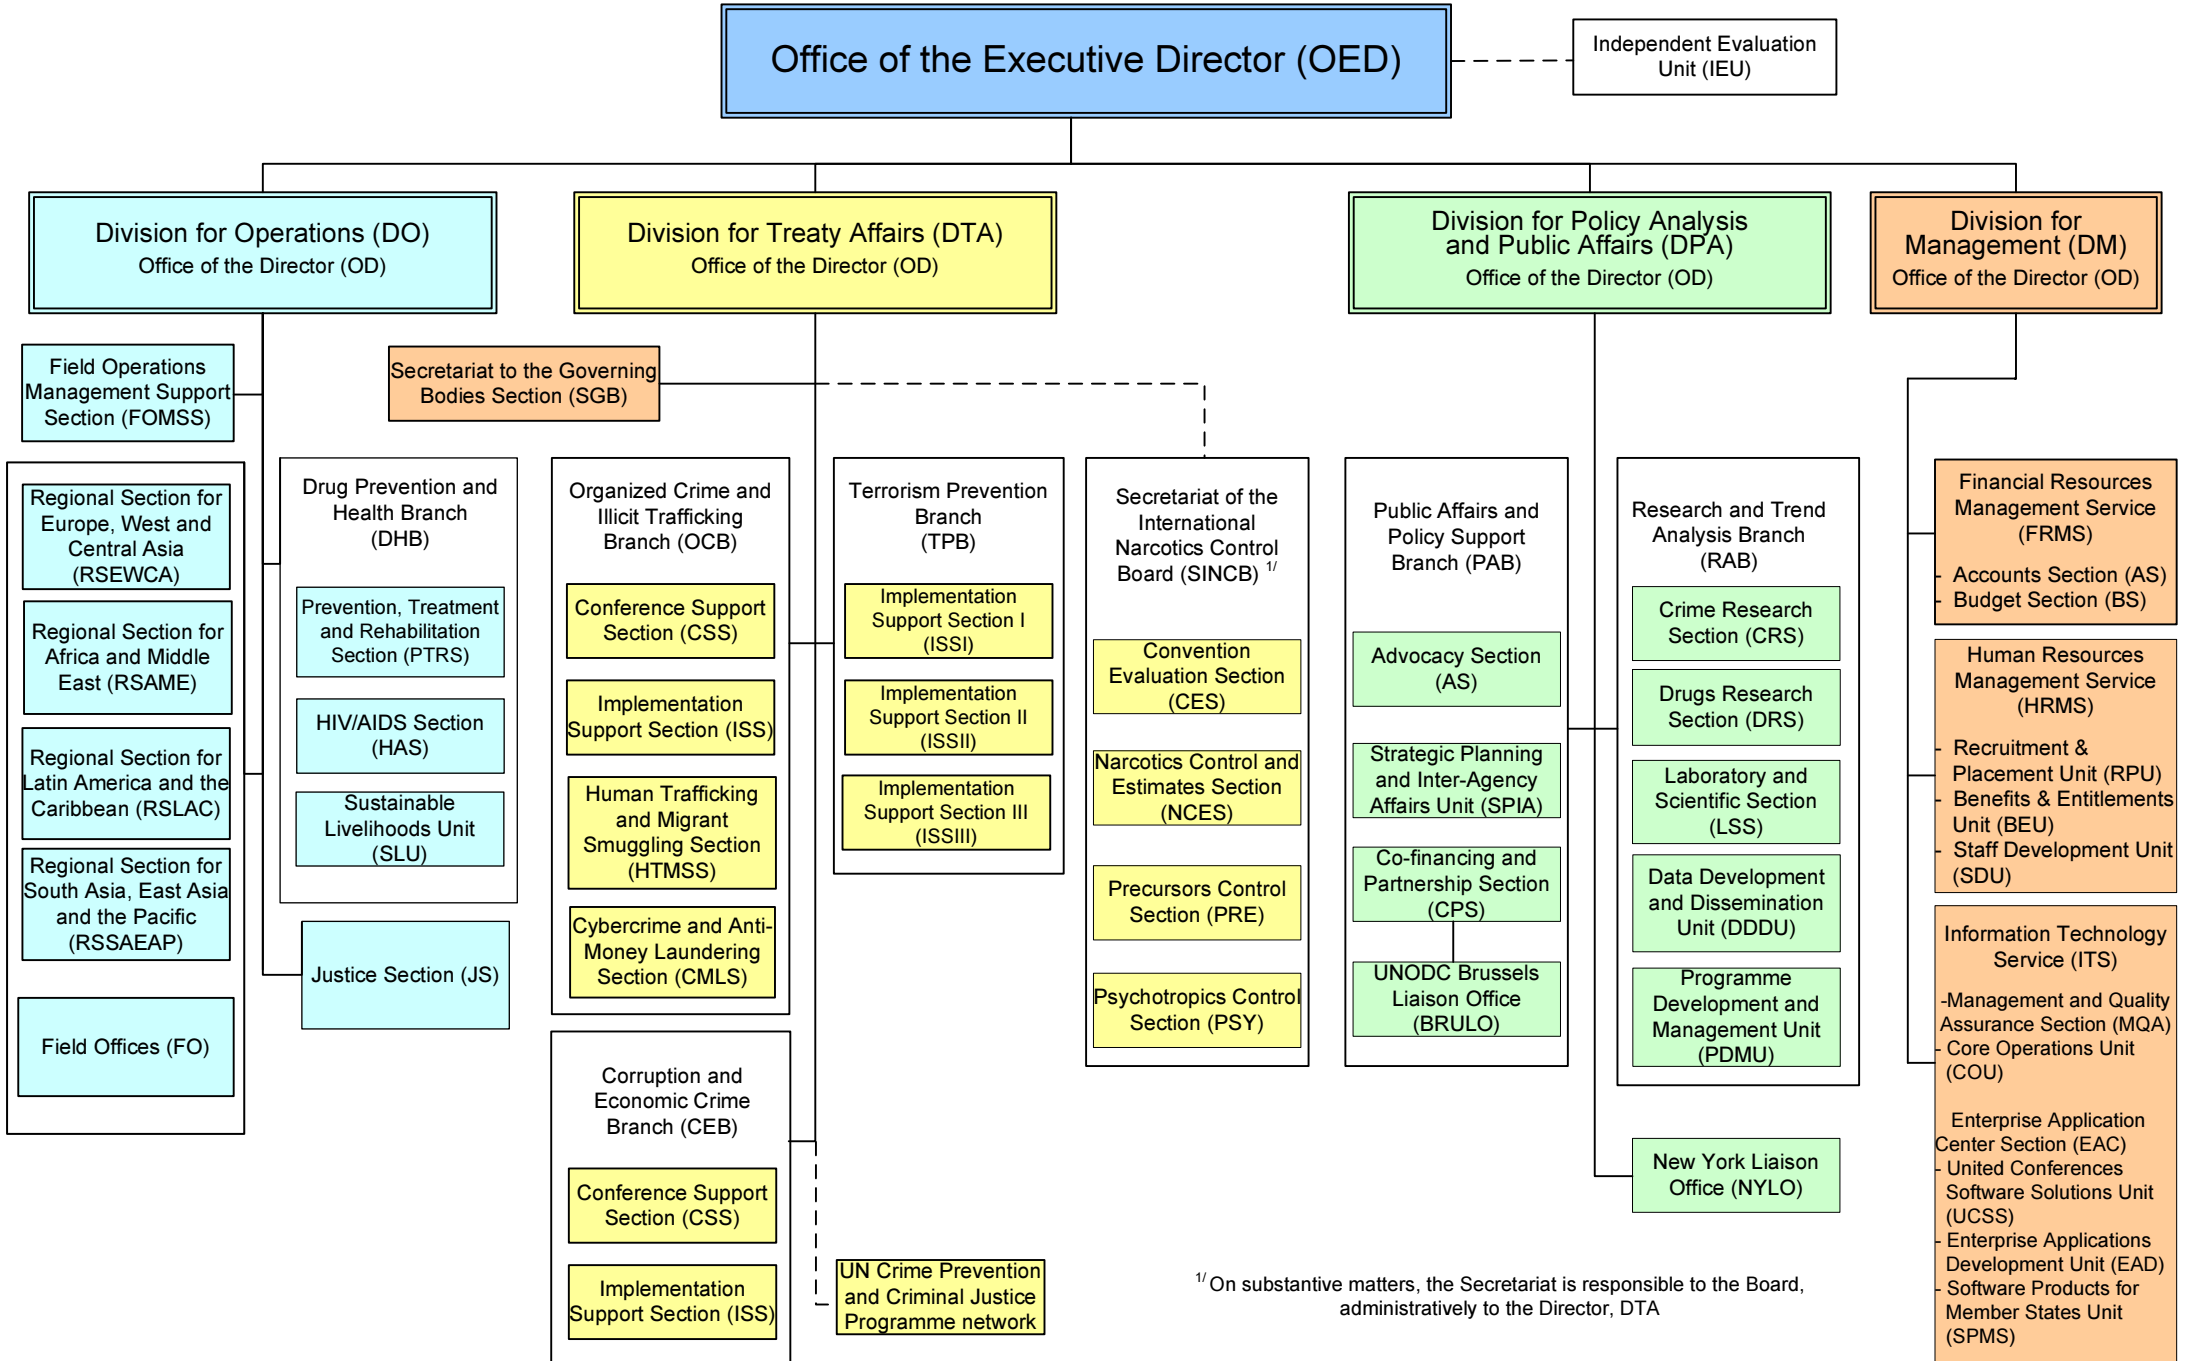 Office of the Executive Director (OED)
Independent Evaluation
Unit (IEU)
Division for Operations (DO)
Office of the Director (OD)
Division for Treaty Affairs (DTA)
Office of the Director (OD)
Division for Policy Analysis
and Public Affairs (DPA)
Office of the Director (OD)
Division for
Management (DM)
Office of the Director (OD)
Field Operations
Management Support
Section (FOMSS)
Regional Section for
Europe, West and
Central Asia
(RSEWCA)
Regional Section for
Africa and Middle
East (RSAME)
Regional Section for
Latin America and the
Caribbean (RSLAC)
Regional Section for
South Asia, East Asia
and the Pacific
(RSSAEAP)
Field Offices (FO)
Drug Prevention and
Health Branch
(DHB)
Prevention, Treatment
and Rehabilitation
Section (PTRS)
HIV/AIDS Section
(HAS)
Sustainable
Livelihoods Unit
(SLU)
Justice Section (JS)
Secretariat to the Governing
Bodies Section (SGB)
Organized Crime and
Illicit Trafficking
Branch (OCB)
Conference Support
Section (CSS)
Implementation
Support Section (ISS)
Human Trafficking
and Migrant
Smuggling Section
(HTMSS)
Cybercrime and Anti-
Money Laundering
Section (CMLS)
Corruption and
Economic Crime
Branch (CEB)
Conference Support
Section (CSS)
Implementation
Support Section (ISS)
Terrorism Prevention
Branch
(TPB)
Implementation
Support Section I
(ISSI)
Implementation
Support Section II
(ISSII)
Implementation
Support Section III
(ISSIII)
UN Crime Prevention
and Criminal Justice
Programme network
Secretariat of the
International
Narcotics Control
Board (SINCB) 1/
Convention
Evaluation Section
(CES)
Narcotics Control and
Estimates Section
(NCES)
Precursors Control
Section (PRE)
Psychotropics Control
Section (PSY)
Public Affairs and
Policy Support
Branch (PAB)
Advocacy Section
(AS)
Strategic Planning
and Inter-Agency
Affairs Unit (SPIA)
Co-financing and
Partnership Section
(CPS)
UNODC Brussels
Liaison Office
(BRULO)
Research and Trend
Analysis Branch
(RAB)
Crime Research
Section (CRS)
Drugs Research
Section (DRS)
Laboratory and
Scientific Section
(LSS)
Data Development
and Dissemination
Unit (DDDU)
Programme
Development and
Management Unit
(PDMU)
New York Liaison
Office (NYLO)
Financial Resources
Management Service
(FRMS)
- Accounts Section (AS)
- Budget Section (BS)
Human Resources
Management Service
(HRMS)
- Recruitment &
Placement Unit (RPU)
- Benefits & Entitlements
Unit (BEU)
- Staff Development Unit
(SDU)
Information Technology
Service (ITS)
-Management and Quality
Assurance Section (MQA)
- Core Operations Unit
(COU)
Enterprise Application
Center Section (EAC)
- United Conferences
Software Solutions Unit
(UCSS)
- Enterprise Applications
Development Unit (EAD)
- Software Products for
Member States Unit
(SPMS)
1/ On substantive matters, the Secretariat is responsible to the Board,
administratively to the Director, DTA